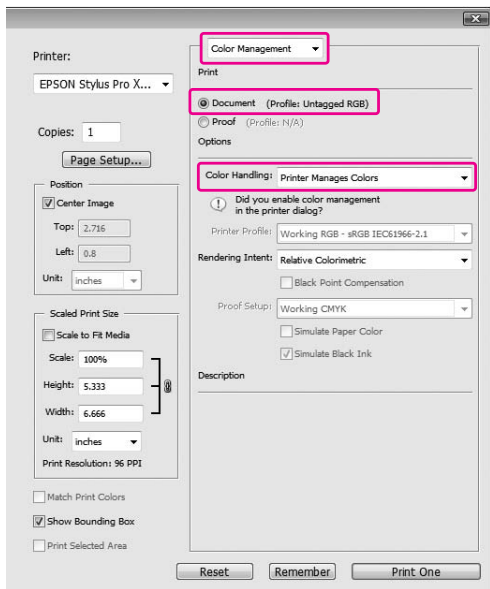 Printer:
EPSON Stylus Pro X...
Copies: 1
Page Setup...
Position
Center Image
Top: 2.716
Left: 0.8
Unit: inches
Scaled Print Size
Scale to Fit Media
Scale: 100%
Height: 5.333
Width: 6.666
Unit: inches
Print Resolution: 96 PPI
Match Print Colors
Show Bounding Box
Print Selected Area
Color Management
Print
Document (Profile: Untagged RGB)
Proof (Profile: N/A)
Options
Color Handling: Printer Manages Colors
Did you enable color management
in the printer dialog?
Printer Profile: Working RGB - sRGB IEC61966-2.1
Rendering Intent: Relative Colorimetric
Black Point Compensation
Proof Setup: Working CMYK
Simulate Paper Color
Simulate Black Ink
Description
Reset
Remember
Print One